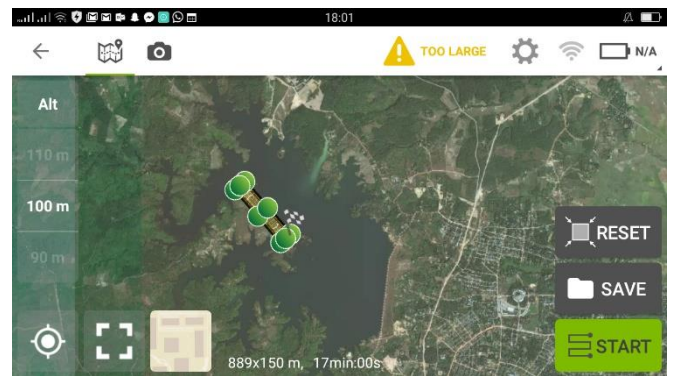 18:01
TOO LARGE
N/A
Alt
110 m
100 m
90 m
RESET
SAVE
START
889x150 m, 17min:00s